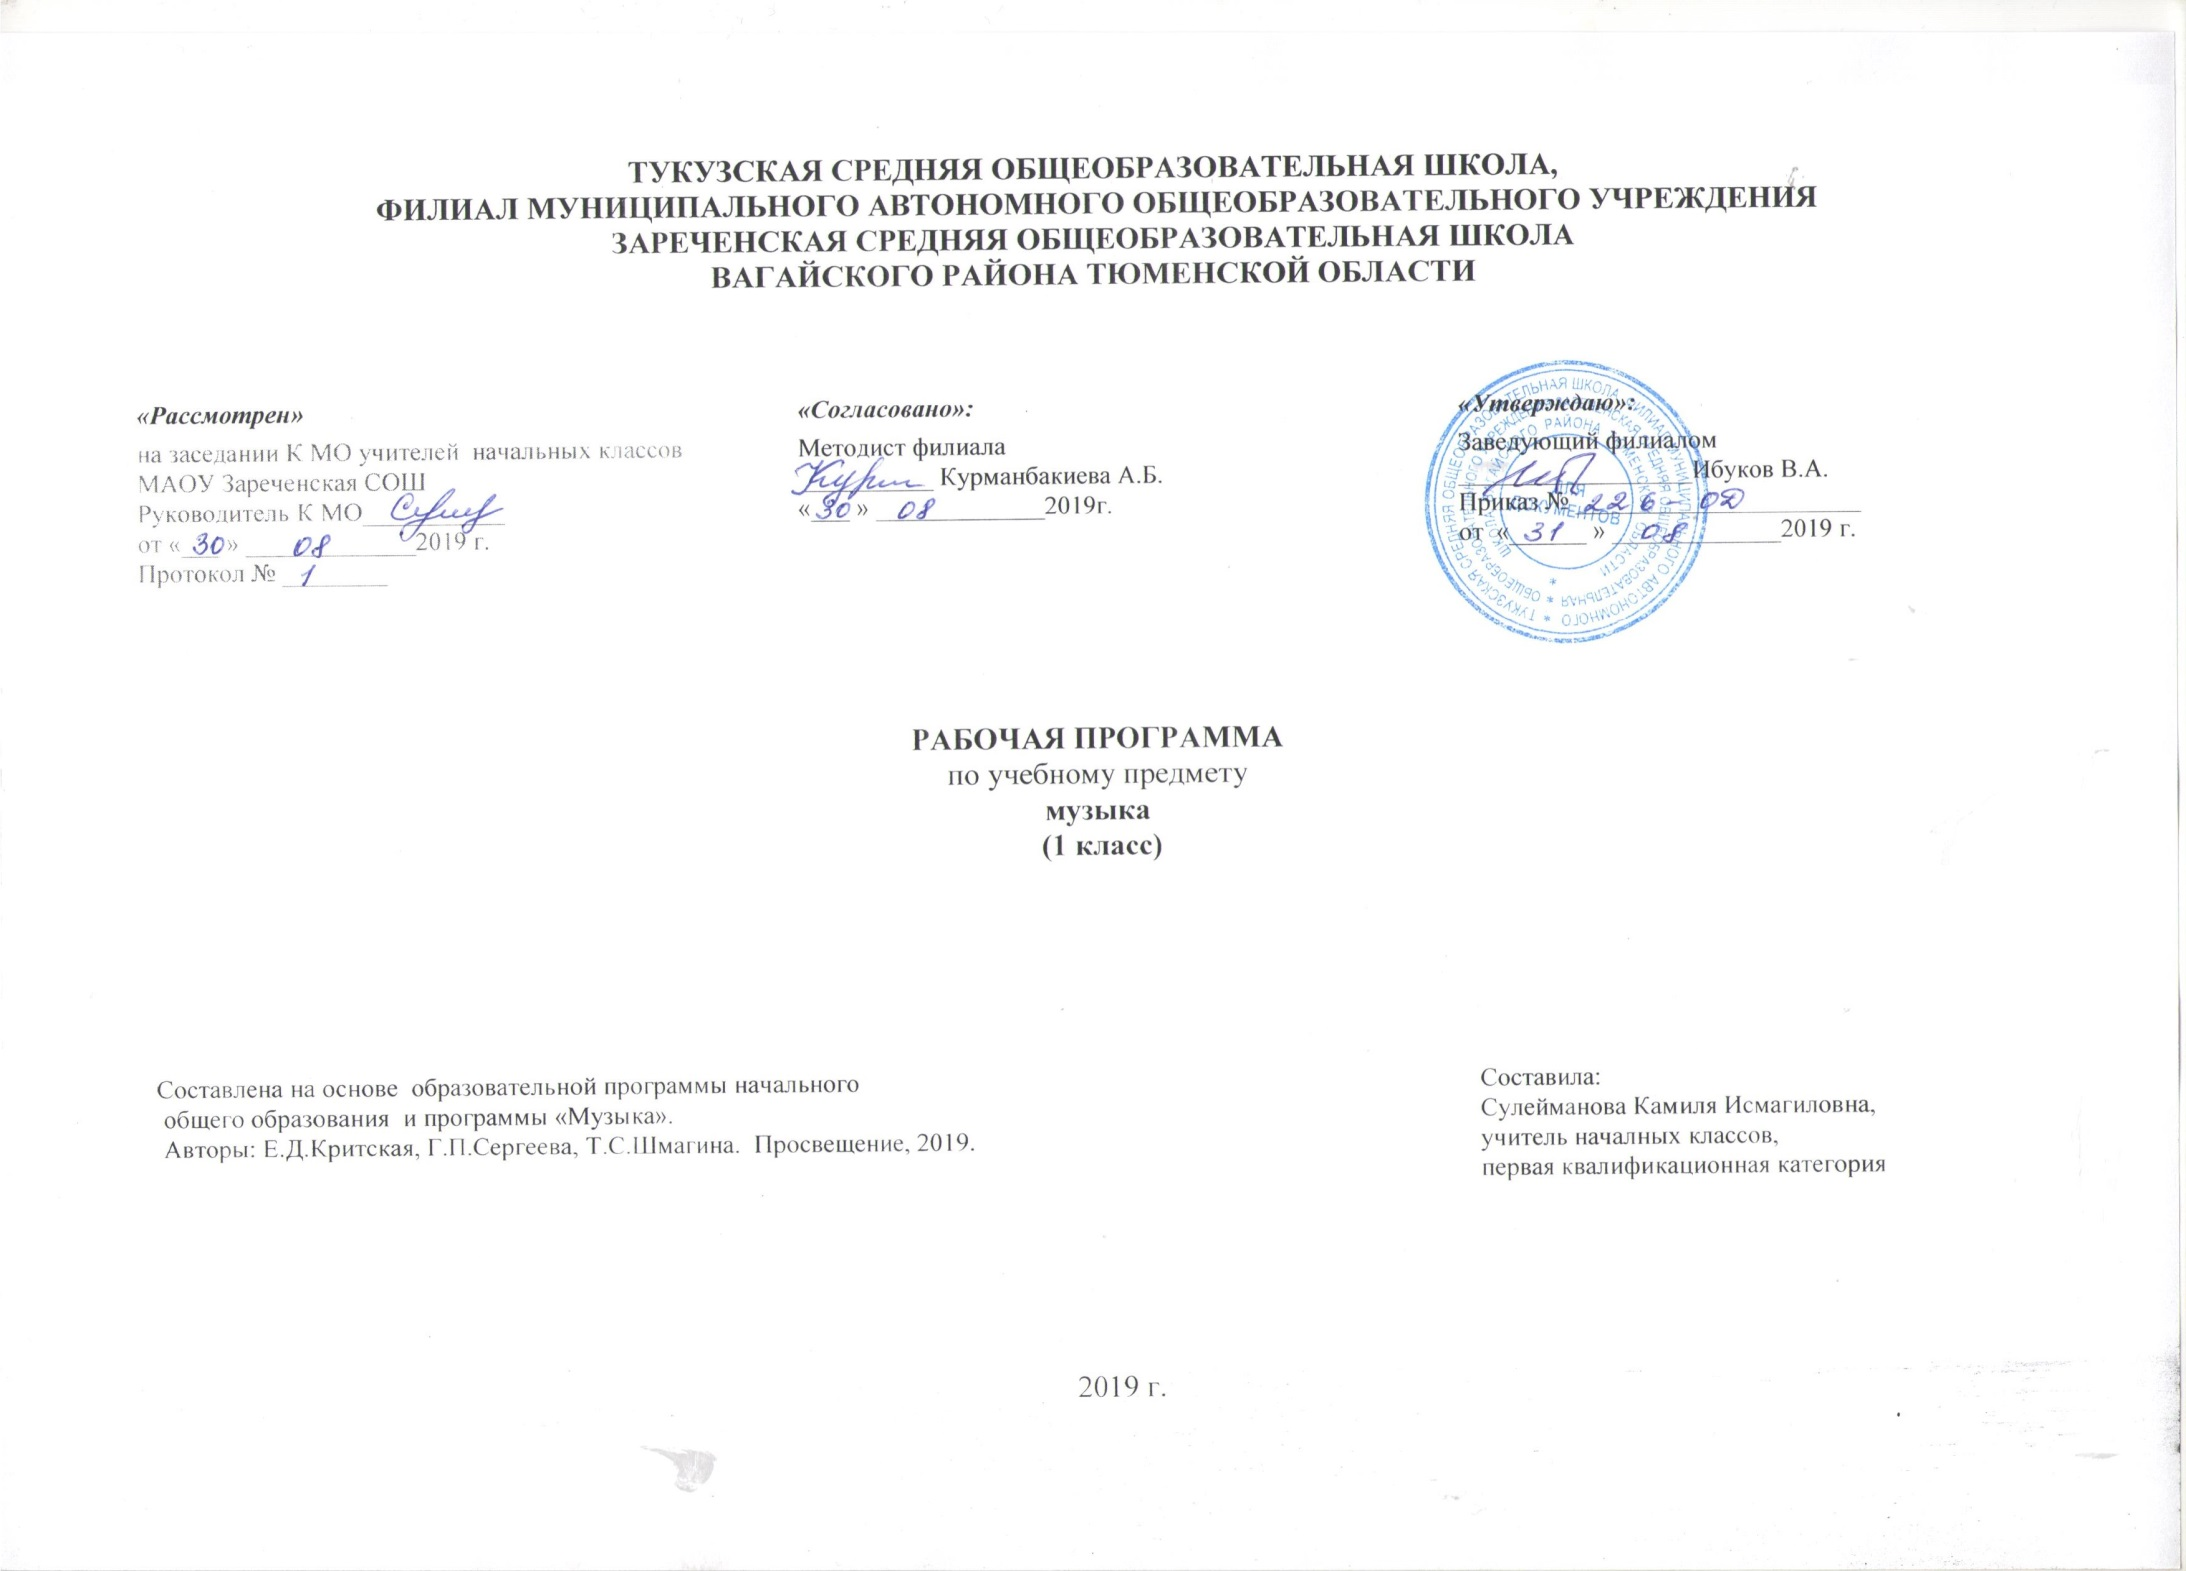 ТУКУЗСКАЯ СРЕДНЯЯ ОБЩЕОБРАЗОВАТЕЛЬНАЯ ШКОЛА,
ФИЛИАЛ МУНИЦИПАЛЬНОГО АВТОНОМНОГО ОБЩЕОБРАЗОВАТЕЛЬНОГО УЧРЕЖДЕНИЯ
ЗАРЕЧЕНСКАЯ СРЕДНЯЯ ОБЩЕОБРАЗОВАТЕЛЬНАЯ ШКОЛА
ВАГАЙСКОГО РАЙОНА ТЮМЕНСКОЙ ОБЛАСТИ
«Рассмотрен»
на заседании К МО учителей начальных классов
МАОУ Зареченская СОШ
Руководитель К МО
от «30» 08 2019 г.
Протокол № 1
«Согласовано»:
Методист филиала
Курманбакиева А.Б.
«30» 08 2019г.
«Утверждаю»:
Заведующий филиалом
Ибуков В.А.
Приказ № 226-ОД
от «31» 08 2019 г.
ДЛЯ
ДОКУМЕНТОВ
РАБОЧАЯ ПРОГРАММА
по учебному предмету
музыка
(1 класс)
Составлена на основе образовательной программы начального
общего образования и программы «Музыка».
Авторы: Е.Д.Критская, Г.П.Сергеева, Т.С.Шмагина. Просвещение, 2019.
Составила:
Сулейманова Камиля Исмагиловна,
учитель началных классов,
первая квалификационная категория
2019 г.